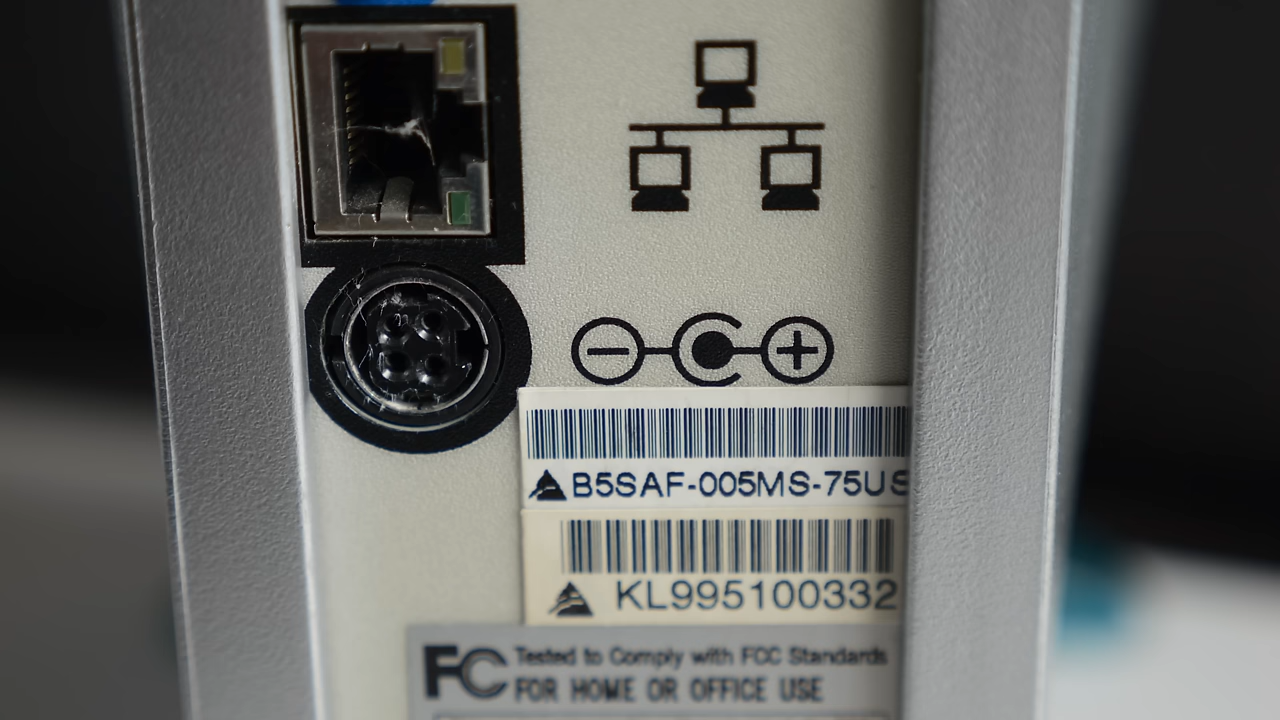 B5SAF-005MS-75US
KL995100332
FC Tested to Comply with FCC Standards
FOR HOME OR OFFICE USE